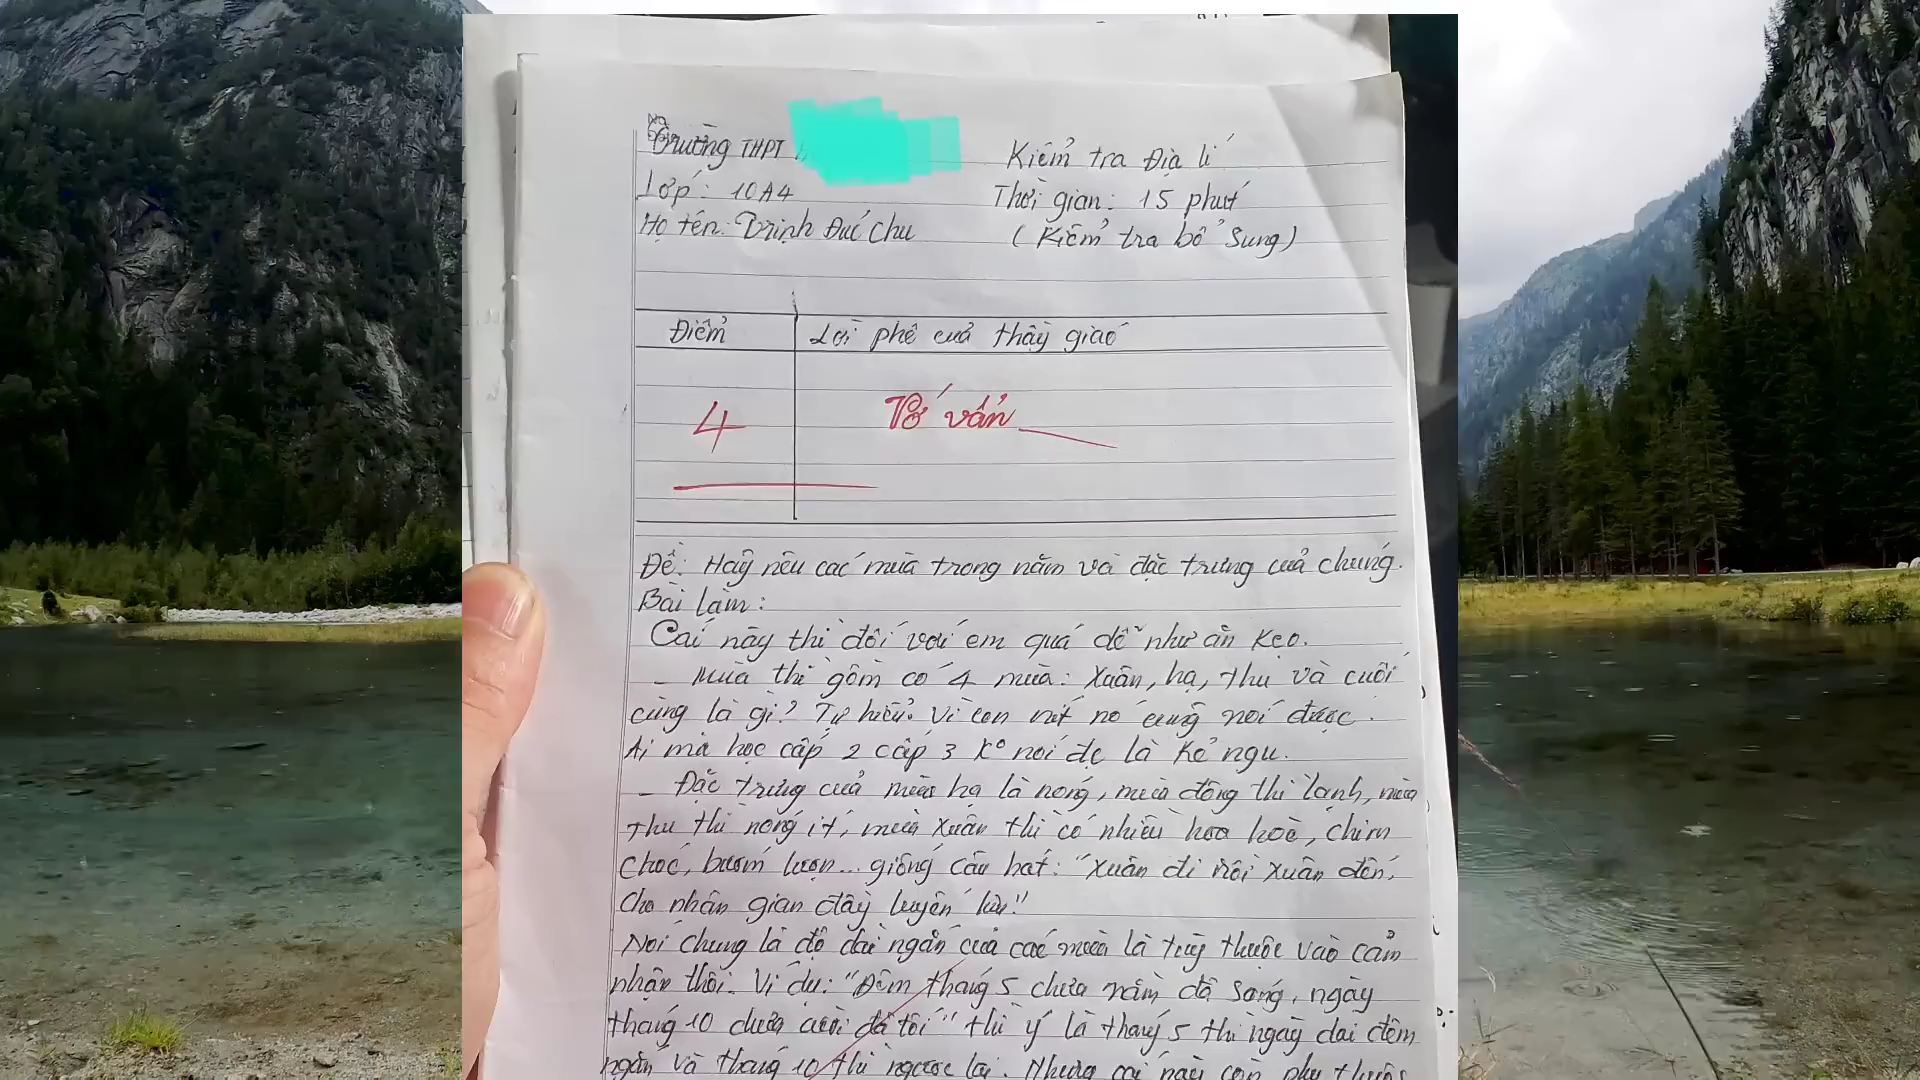 Trường THPT
Kiểm tra Địa lí
Lớp: 10A4
Thời gian: 15 phút
Họ tên: Trịnh Đức Chu
(Kiểm tra bổ sung)
Điểm
Lời phê của thầy giáo
4
Bố vẩn
Đề: Hãy nêu các mùa trong năm và đặc trưng của chúng.
Bài làm:
Cái này thì đối với em quá dễ như ăn kẹo.
- Mùa thì gồm có 4 mùa: Xuân, hạ, thu và cuối
cùng là gì? Tự hiểu. Vì con nít nó cũng nói được.
Ai mà học cấp 2 cấp 3 ko nói đc là kẻ ngu.
- Đặc trưng của mùa hạ là nóng, mùa đông thì lạnh, mùa
thu thì nóng ít, mùa xuân thì có nhiều hoa hoè, chim
choc, bướm lượn... giống câu hát: "Xuân đi rồi xuân đến,
cho nhân gian đầy luyến lưu!"
Nói chung là độ dài ngắn của các mùa là tùy thuộc vào cảm
nhận thôi. Ví dụ: "Đêm tháng 5 chưa nằm đã sáng, ngày
tháng 10 chưa cười đã tối" thì ý là tháng 5 thì ngày dài đêm
ngắn và tháng 10 thì ngược lại. Nhưng cái này còn phụ thuộc